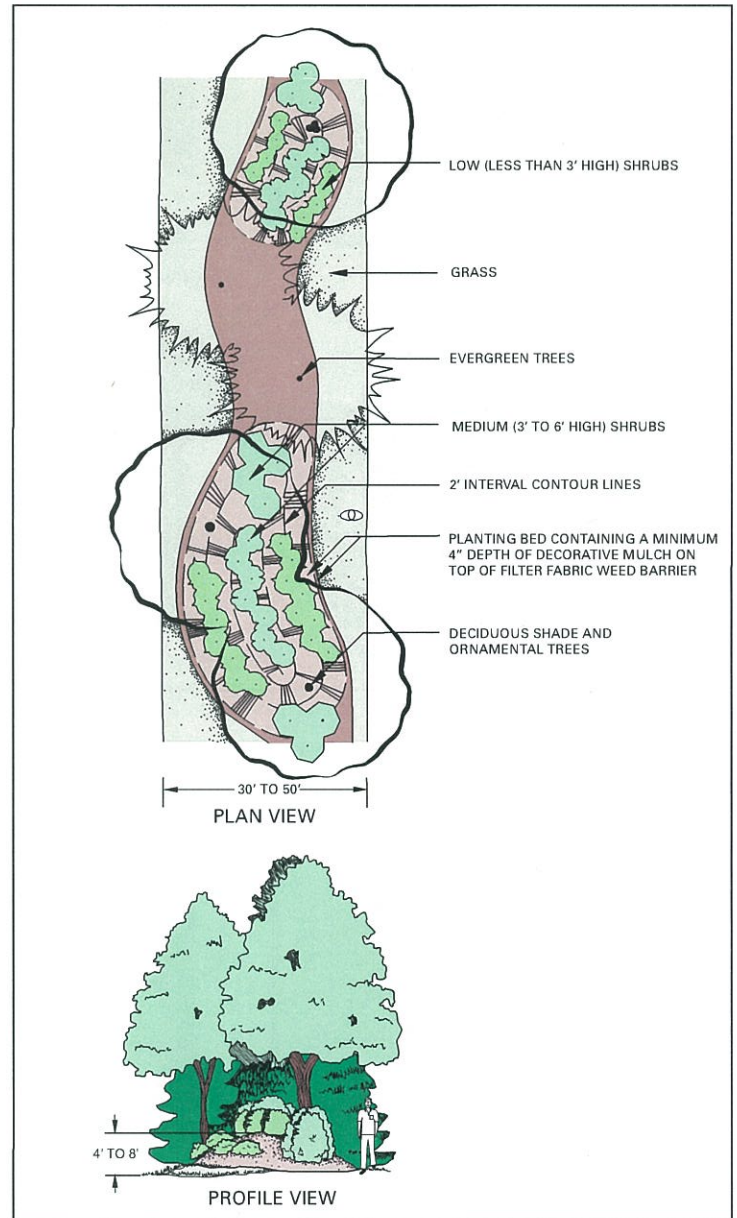 LOW (LESS THAN 3' HIGH) SHRUBS
GRASS
EVERGREEN TREES
MEDIUM (3' TO 6' HIGH) SHRUBS
2' INTERVAL CONTOUR LINES
PLANTING BED CONTAINING A MINIMUM
4" DEPTH OF DECORATIVE MULCH ON
TOP OF FILTER FABRIC WEED BARRIER
DECIDUOUS SHADE AND
ORNAMENTAL TREES
30' TO 50'
PLAN VIEW
4' TO 8'
PROFILE VIEW